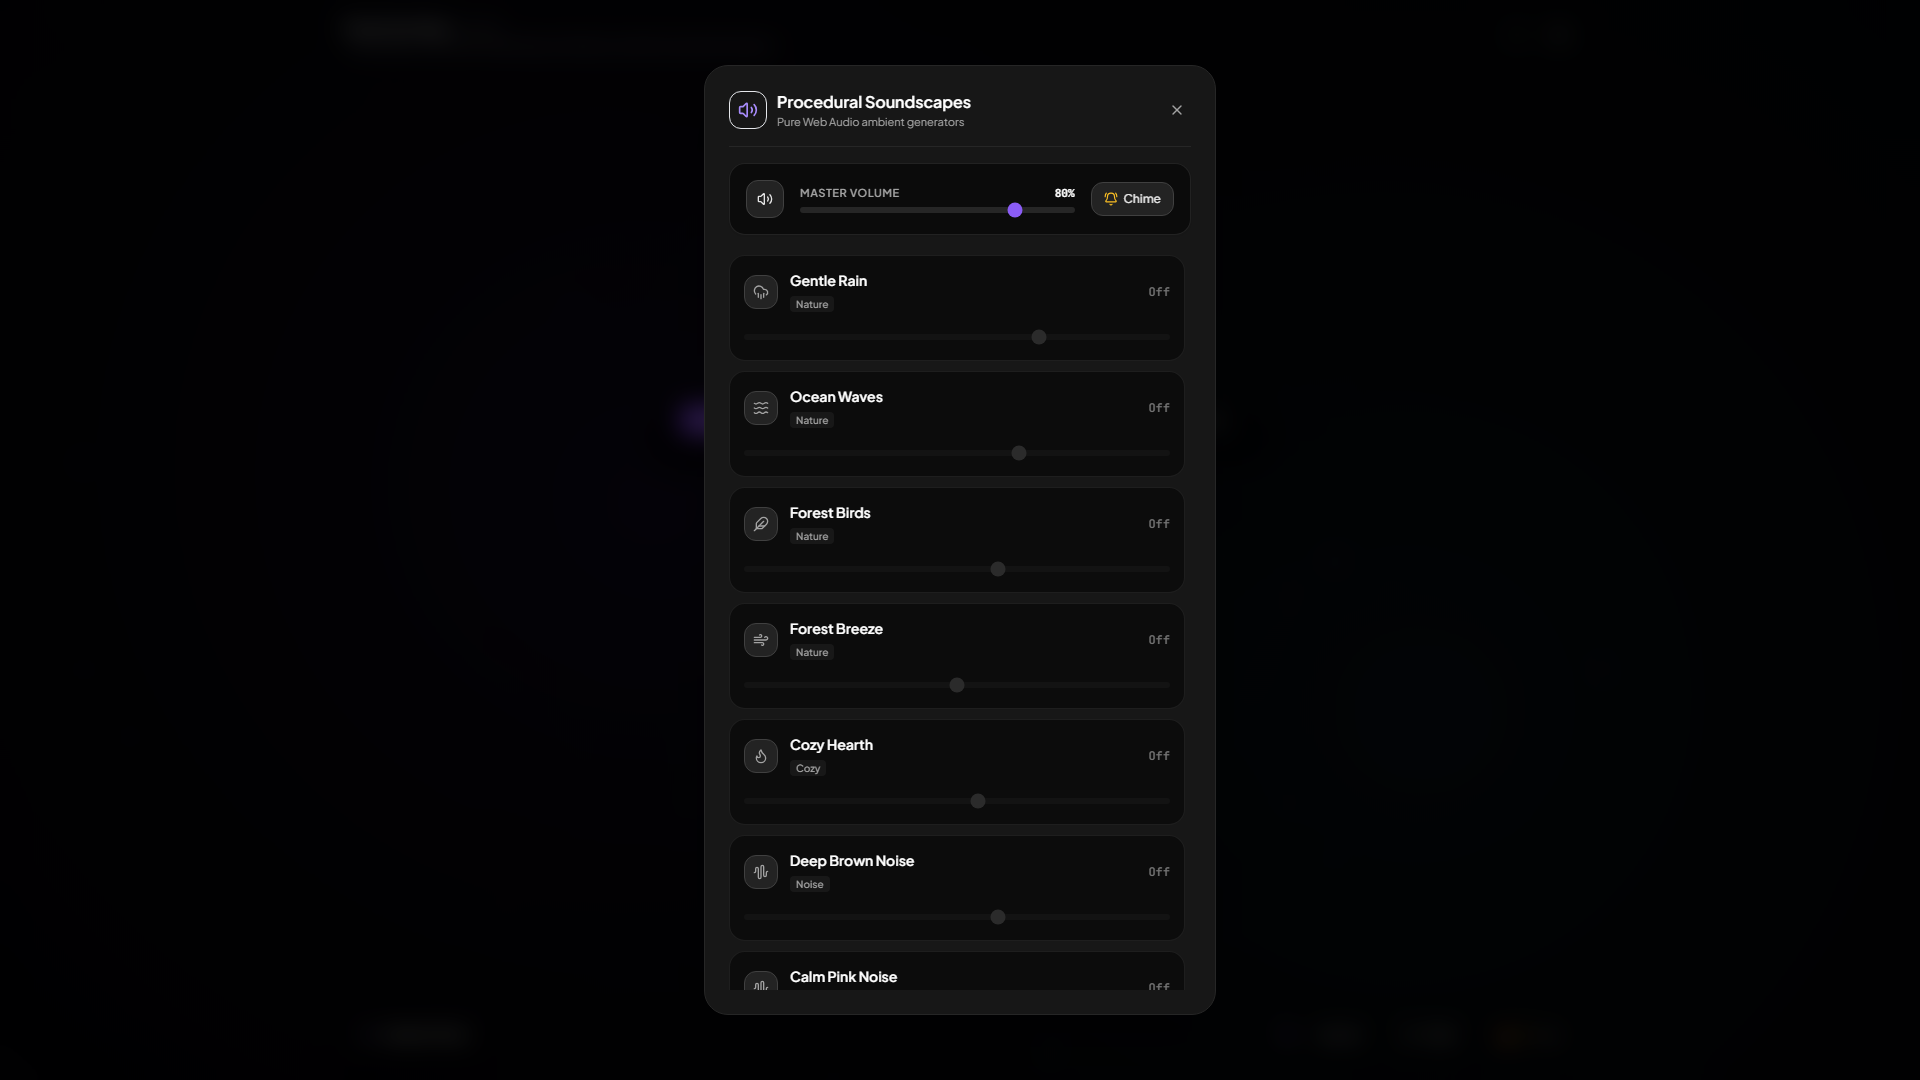 Procedural Soundscapes
Pure Web Audio ambient generators
MASTER VOLUME
80%
Chime
Gentle Rain
Nature
Off
Ocean Waves
Nature
Off
Forest Birds
Nature
Off
Forest Breeze
Nature
Off
Cozy Hearth
Cozy
Off
Deep Brown Noise
Noise
Off
Calm Pink Noise
Off